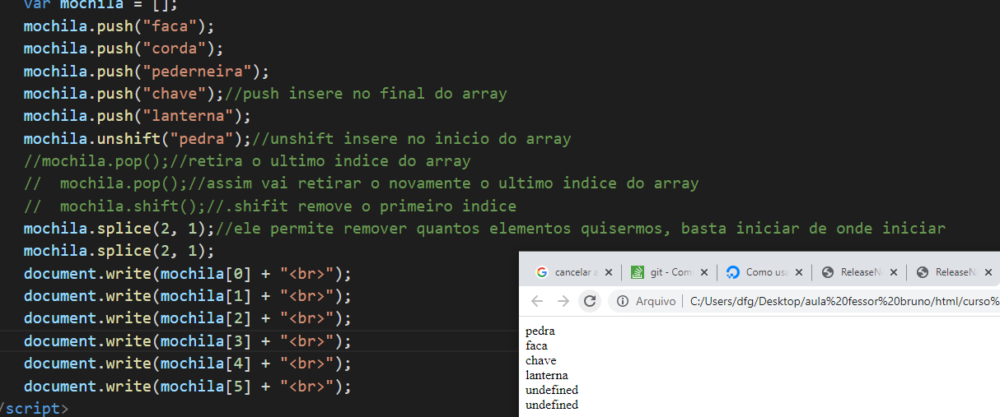 var mochila = [];
mochila.push("faca");
mochila.push("corda");
mochila.push("pederneira");
mochila.push("chave");//push insere no final do array
mochila.push("lanterna");
mochila.unshift("pedra");//unshift insere no inicio do array
//mochila.pop();//retira o ultimo indice do array
//  mochila.pop();//assim vai retirar o novamente o ultimo indice do array
//  mochila.shift();//.shifit remove o primeiro indice
mochila.splice(2, 1);//ele permite remover quantos elementos quisermos, basta iniciar de onde iniciar
mochila.splice(2, 1);
document.write(mochila[0] + "<br>");
document.write(mochila[1] + "<br>");
document.write(mochila[2] + "<br>");
document.write(mochila[3] + "<br>");
document.write(mochila[4] + "<br>");
document.write(mochila[5] + "<br>");
/script>
cancelar a git - Com Como usa ReleaseN ReleaseN
Arquivo C:/Users/dfg/Desktop/aula%20fessor%20bruno/html/curso%
pedra
faca
chave
lanterna
undefined
undefined